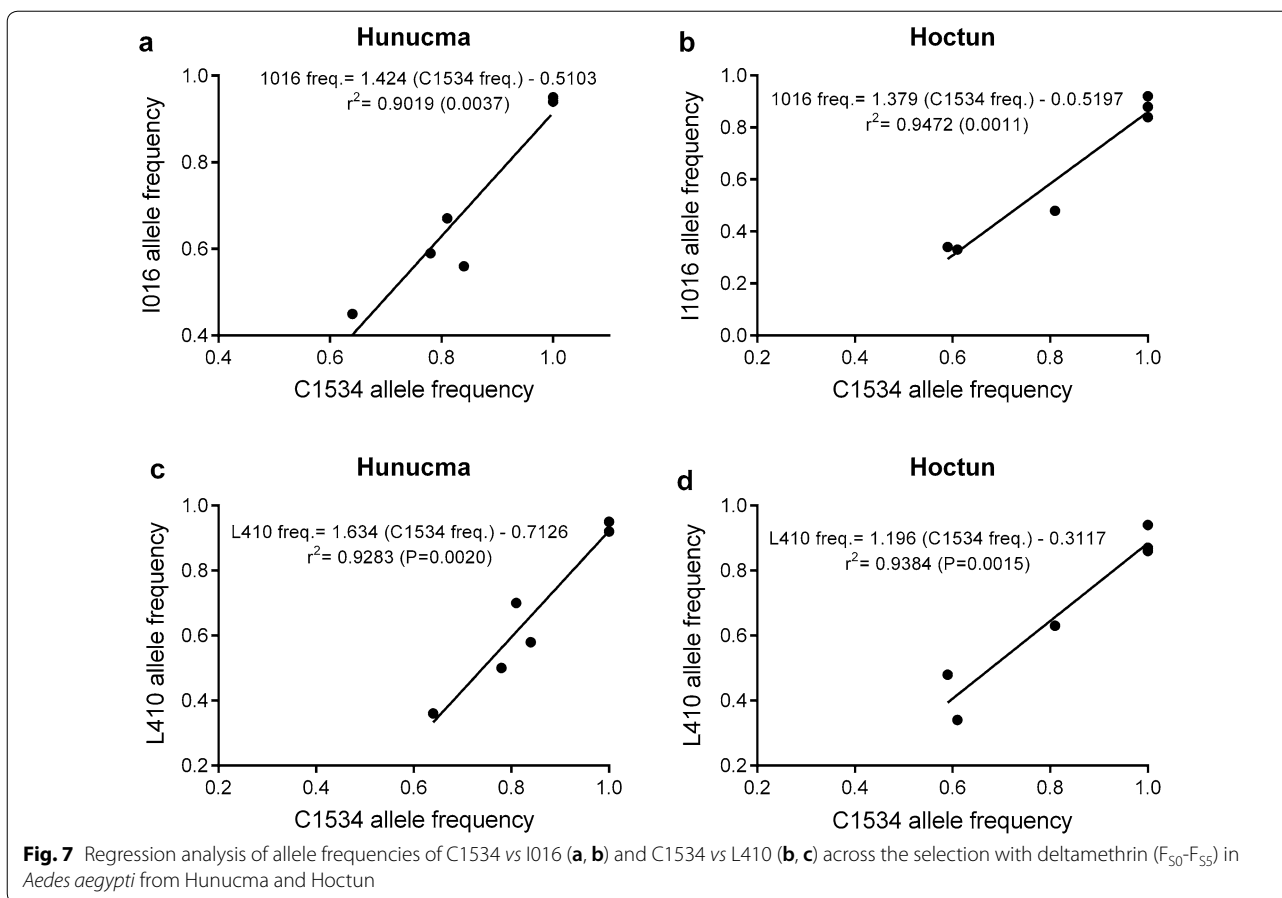 a
Hunucma
1016 freq.= 1.424 (C1534 freq.) - 0.5103
r²= 0.9019 (0.0037)
I016 allele frequency
1.0
0.8
0.6
0.4
0.4 0.6 0.8 1.0
C1534 allele frequency
b
Hoctun
1016 freq.= 1.379 (C1534 freq.) - 0.0.5197
r²= 0.9472 (0.0011)
I1016 allele frequency
1.0
0.8
0.6
0.4
0.2
0.0
0.2 0.4 0.6 0.8 1.0
C1534 allele frequency
c
Hunucma
L410 freq.= 1.634 (C1534 freq.) - 0.7126
r²= 0.9283 (P=0.0020)
L410 allele frequency
1.0
0.8
0.6
0.4
0.2
0.2 0.4 0.6 0.8 1.0
C1534 allele frequency
d
Hoctun
L410 freq.= 1.196 (C1534 freq.) - 0.3117
r²= 0.9384 (P=0.0015)
L410 allele frequency
1.0
0.8
0.6
0.4
0.2
0.2 0.4 0.6 0.8 1.0
C1534 allele frequency
Fig. 7 Regression analysis of allele frequencies of C1534 vs I016 (a, b) and C1534 vs L410 (b, c) across the selection with deltamethrin (FS0-FS5) in
Aedes aegypti from Hunucma and Hoctun